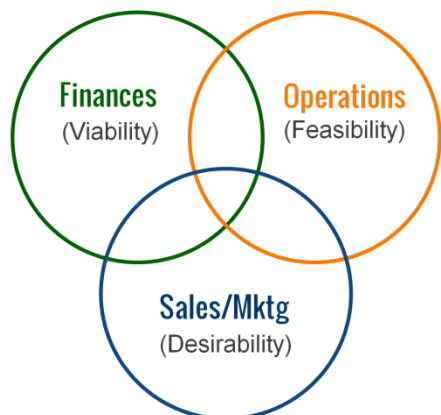 Finances
(Viability)
Operations
(Feasibility)
Sales/Mktg
(Desirability)